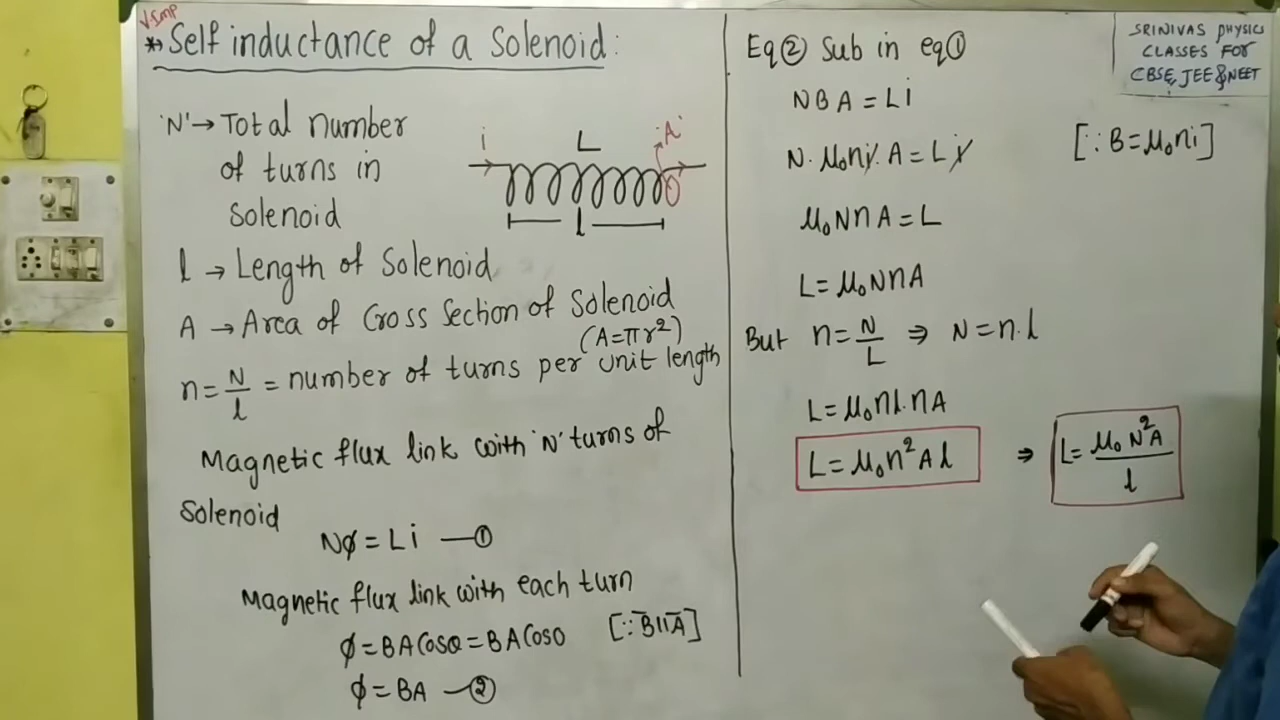 V.IMP
** Self inductance of a Solenoid:
'N' → Total number
of turns in
Solenoid
i
L
'A'
l
l → Length of Solenoid
A → Area of Cross Section of Solenoid
(A=πr²)
n = N/l = number of turns per unit length
Magnetic flux link with 'N' turns of
Solenoid
Nϕ = Li —①
Magnetic flux link with each turn
ϕ = BA Cosθ = BA Cos0 [∵ B̅ || A̅]
ϕ = BA —②
Eq② Sub in eq①
NBA = Li
N. μ₀ni. A = Li [∵ B = μ₀ni]
μ₀NnA = L
L = μ₀NnA
But n = N/L ⇒ N = n.l
L = μ₀nl.nA
L = μ₀n²Al ⇒ L = μ₀N²A/l
SRINIVAS PHYSICS
CLASSES FOR
CBSE, JEE & NEET